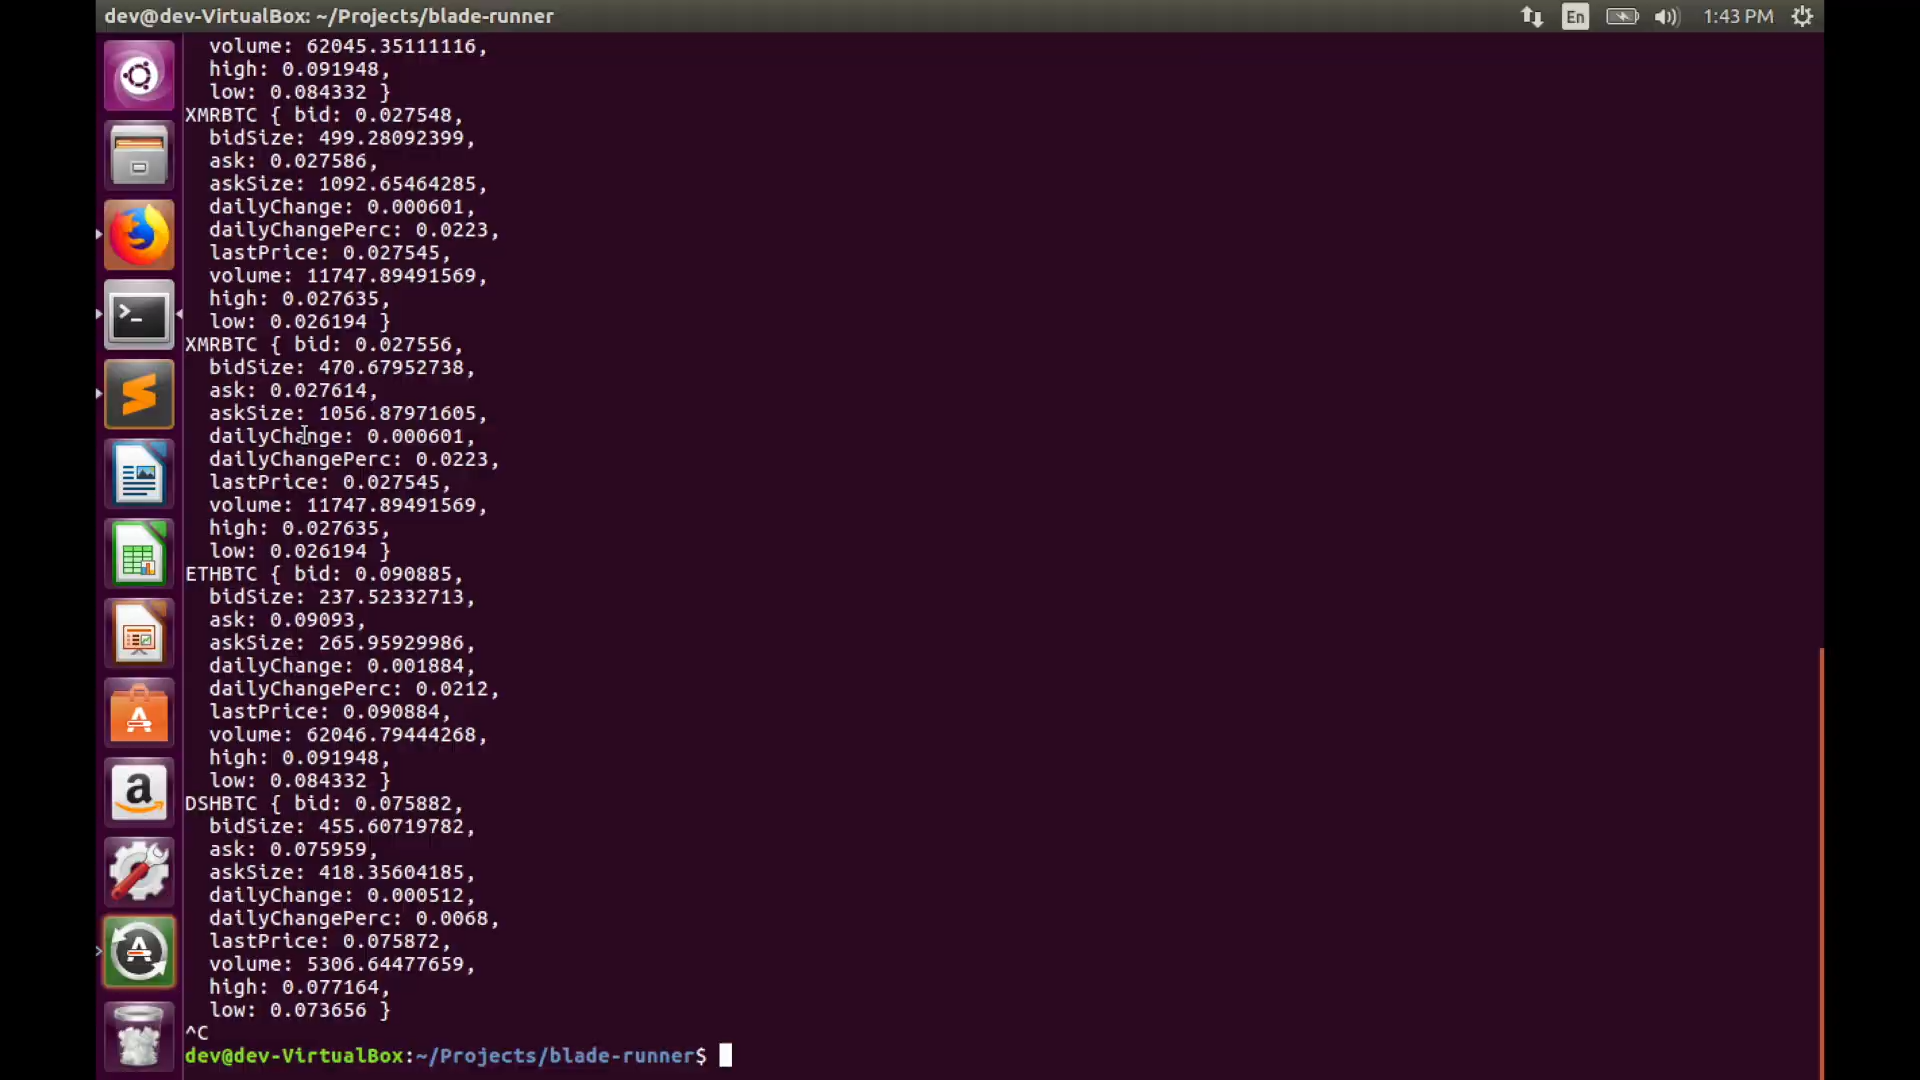 dev@dev-VirtualBox: ~/Projects/blade-runner
En
1:43 PM
volume: 62045.35111116,
high: 0.091948,
low: 0.084332 }
XMRBTC { bid: 0.027548,
bidSize: 499.28092399,
ask: 0.027586,
askSize: 1092.65464285,
dailyChange: 0.000601,
dailyChangePerc: 0.0223,
lastPrice: 0.027545,
volume: 11747.89491569,
high: 0.027635,
low: 0.026194 }
XMRBTC { bid: 0.027556,
bidSize: 470.67952738,
ask: 0.027614,
askSize: 1056.87971605,
dailyChange: 0.000601,
dailyChangePerc: 0.0223,
lastPrice: 0.027545,
volume: 11747.89491569,
high: 0.027635,
low: 0.026194 }
ETHBTC { bid: 0.090885,
bidSize: 237.52332713,
ask: 0.09093,
askSize: 265.95929986,
dailyChange: 0.001884,
dailyChangePerc: 0.0212,
lastPrice: 0.090884,
volume: 62046.79444268,
high: 0.091948,
low: 0.084332 }
DSHBTC { bid: 0.075882,
bidSize: 455.60719782,
ask: 0.075959,
askSize: 418.35604185,
dailyChange: 0.000512,
dailyChangePerc: 0.0068,
lastPrice: 0.075872,
volume: 5306.64477659,
high: 0.077164,
low: 0.073656 }
^C
dev@dev-VirtualBox:~/Projects/blade-runner$